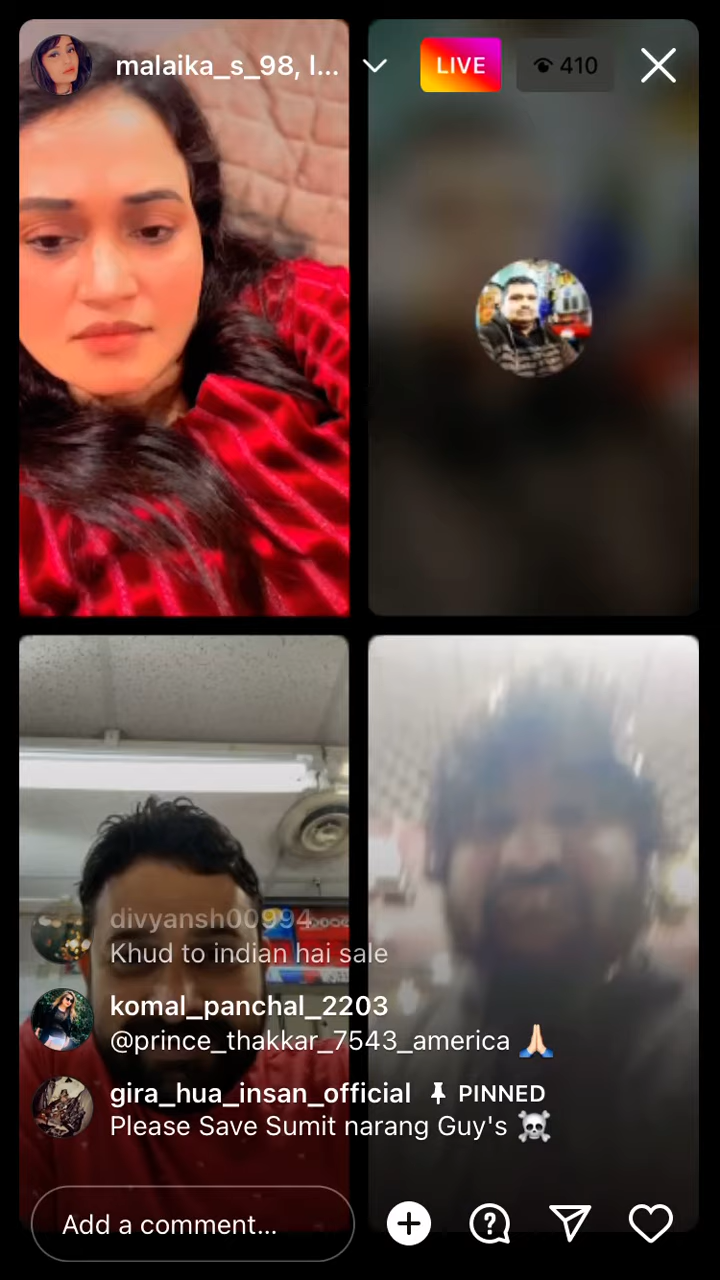 malaika_s_98, l...
LIVE
410
divyansh00994
Khud to indian hai sale
komal_panchal_2203
@prince_thakkar_7543_america 🙏🏻
gira_hua_insan_official PINNED
Please Save Sumit narang Guy's ☠️
Add a comment...